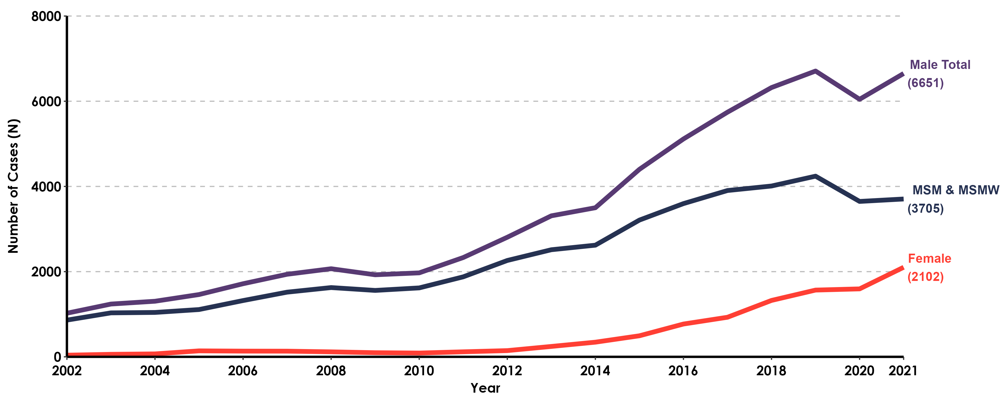 8000
6000
4000
2000
0
Number of Cases (N)
2002 2004 2006 2008 2010 2012 2014 2016 2018 2020 2021
Year
Male Total
(6651)
MSM & MSMW
(3705)
Female
(2102)